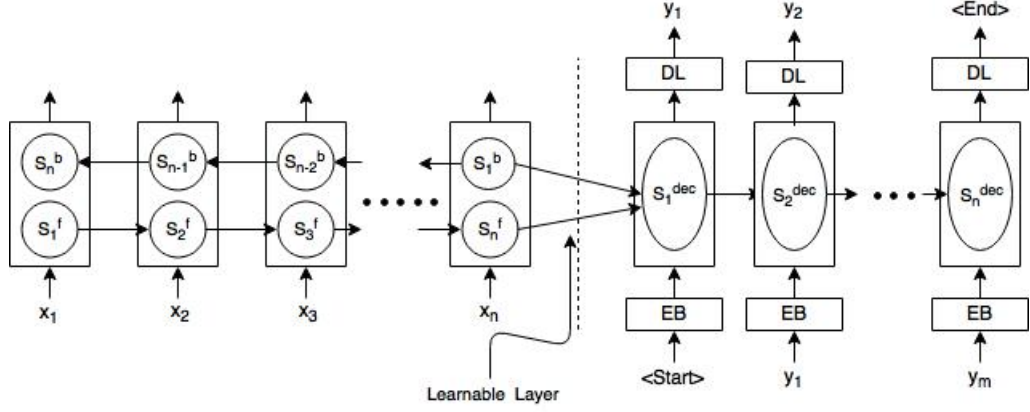 y₁ y₂ <End>
DL DL DL
Sₙᵇ Sₙ₋₁ᵇ Sₙ₋₂ᵇ S₁ᵇ
S₁ᵈᵉᶜ S₂ᵈᵉᶜ Sₙᵈᵉᶜ
S₁ᶠ S₂ᶠ S₃ᶠ Sₙᶠ
x₁ x₂ x₃ xₙ
EB EB EB
<Start> y₁ yₘ
Learnable Layer